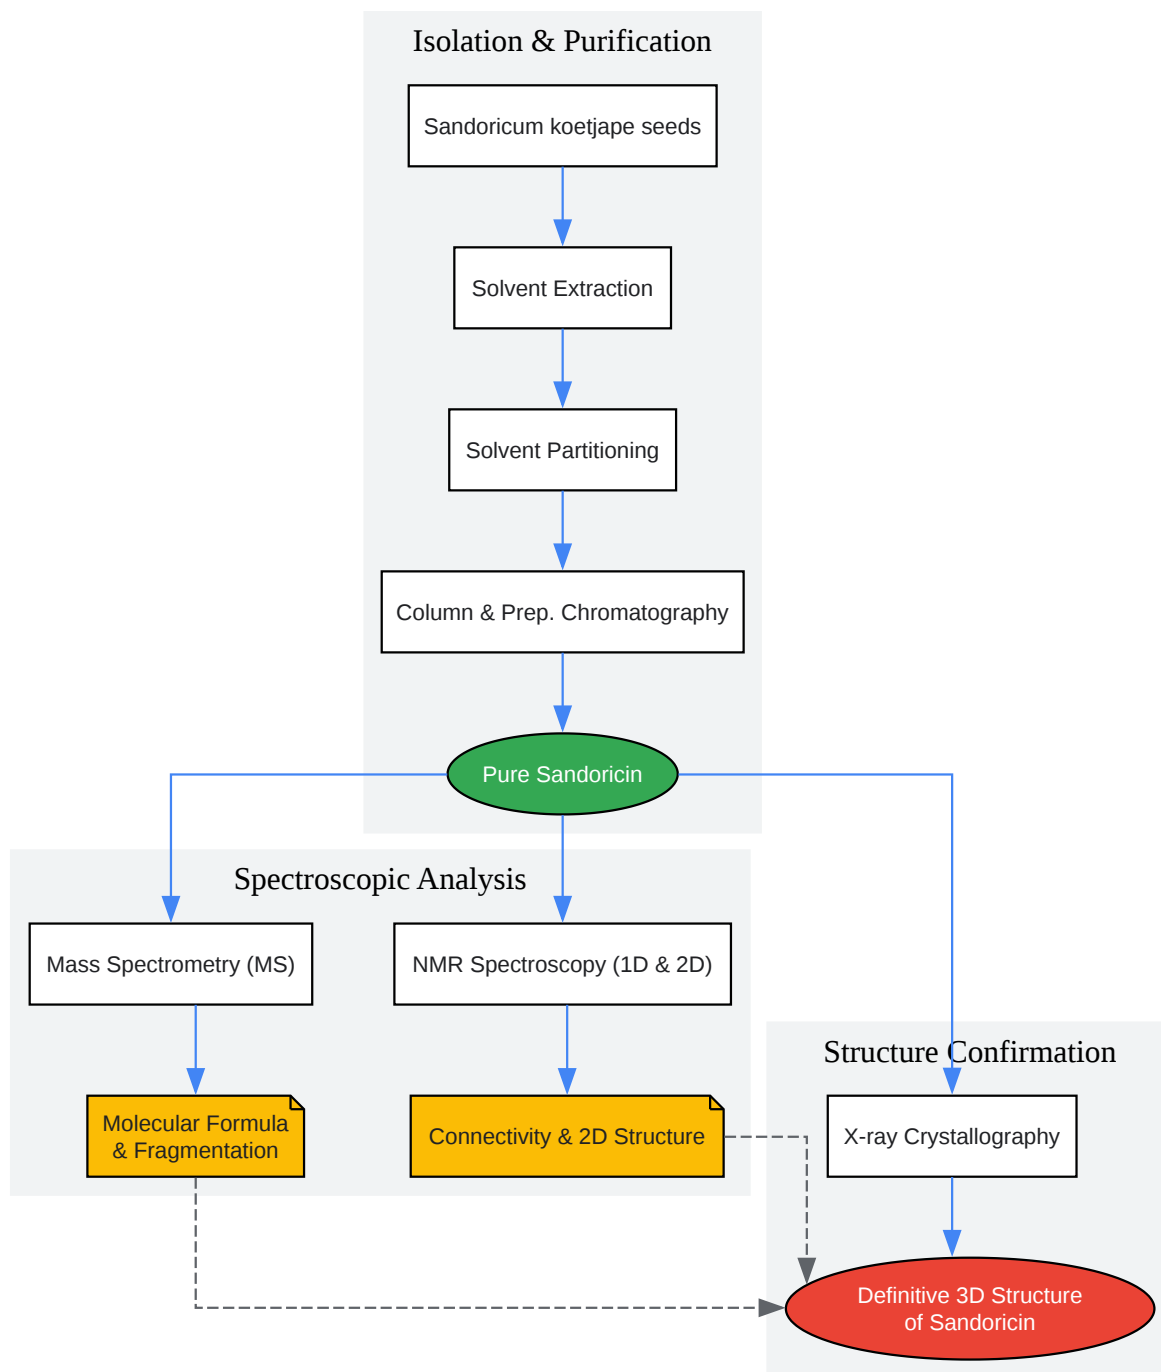 Isolation & Purification
Sandoricum koetjape seeds
Solvent Extraction
Solvent Partitioning
Column & Prep. Chromatography
Pure Sandoricin
Spectroscopic Analysis
Mass Spectrometry (MS)
NMR Spectroscopy (1D & 2D)
Molecular Formula
& Fragmentation
Connectivity & 2D Structure
Structure Confirmation
X-ray Crystallography
Definitive 3D Structure
of Sandoricin